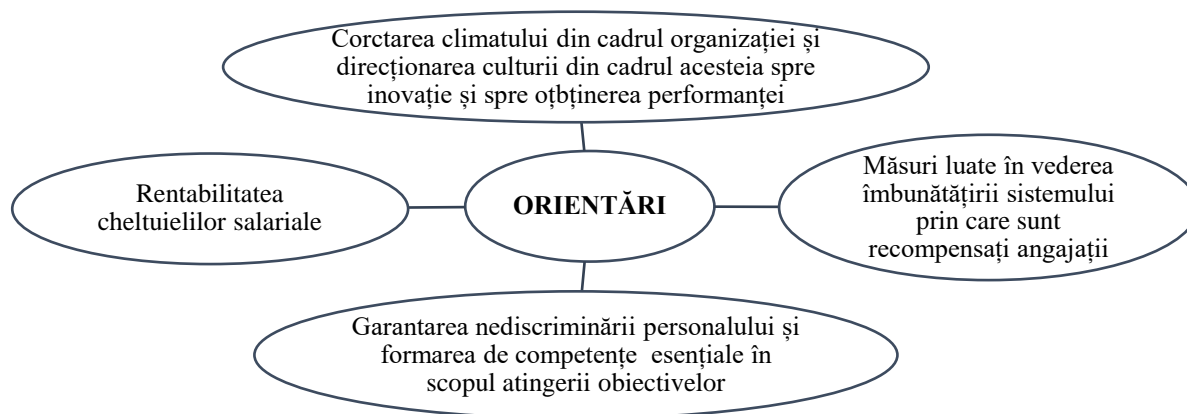 Corctarea climatului din cadrul organizației și
direcționarea culturii din cadrul acesteia spre
inovație și spre oțbținerea performanței
Rentabilitatea
cheltuielilor salariale
ORIENTĂRI
Măsuri luate în vederea
îmbunătățirii sistemului
prin care sunt
recompensați angajații
Garantarea nediscriminării personalului și
formarea de competențe  esențiale în
scopul atingerii obiectivelor